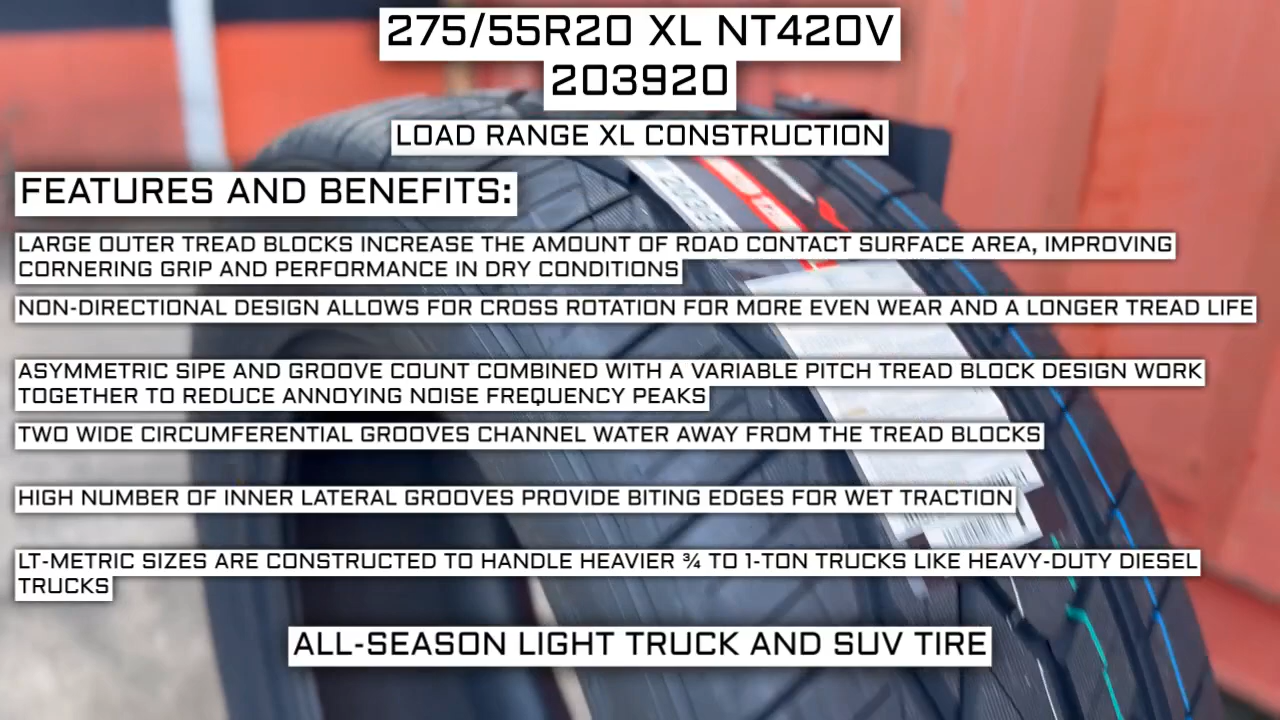 275/55R20 XL NT420V
203920
LOAD RANGE XL CONSTRUCTION
FEATURES AND BENEFITS:
LARGE OUTER TREAD BLOCKS INCREASE THE AMOUNT OF ROAD CONTACT SURFACE AREA, IMPROVING
CORNERING GRIP AND PERFORMANCE IN DRY CONDITIONS
NON-DIRECTIONAL DESIGN ALLOWS FOR CROSS ROTATION FOR MORE EVEN WEAR AND A LONGER TREAD LIFE
ASYMMETRIC SIPE AND GROOVE COUNT COMBINED WITH A VARIABLE PITCH TREAD BLOCK DESIGN WORK
TOGETHER TO REDUCE ANNOYING NOISE FREQUENCY PEAKS
TWO WIDE CIRCUMFERENTIAL GROOVES CHANNEL WATER AWAY FROM THE TREAD BLOCKS
HIGH NUMBER OF INNER LATERAL GROOVES PROVIDE BITING EDGES FOR WET TRACTION
LT-METRIC SIZES ARE CONSTRUCTED TO HANDLE HEAVIER ¾ TO 1-TON TRUCKS LIKE HEAVY-DUTY DIESEL
TRUCKS
ALL-SEASON LIGHT TRUCK AND SUV TIRE